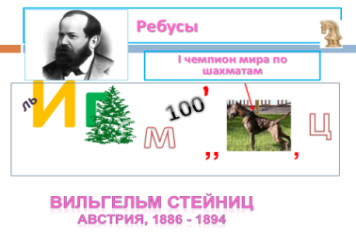 Ребусы
I чемпион мира по
шахматам
ль И Г м 100 ' ,, , ц
ВИЛЬГЕЛЬМ СТЕЙНИЦ
АВСТРИЯ, 1886 - 1894